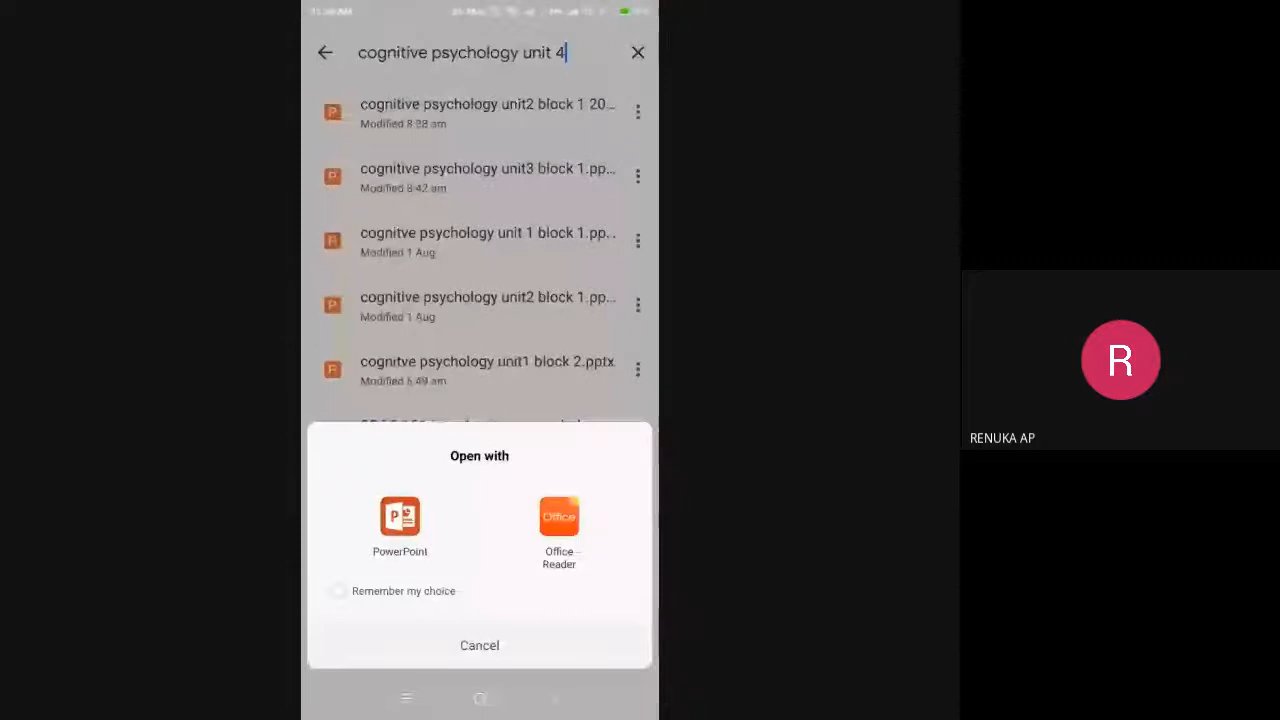 cognitive psychology unit 4
cognitive psychology unit2 block 1 20...
Modified 8:38 am
cognitive psychology unit3 block 1.pp...
Modified 8:42 am
cognitve psychology unit 1 block 1.pp...
Modified 1 Aug
cognitive psychology unit2 block 1.pp...
Modified 1 Aug
cognitve psychology unit1 block 2.pptx
Modified 6:49 am
Open with
PowerPoint
Office
Office -
Reader
Remember my choice
Cancel
R
RENUKA AP